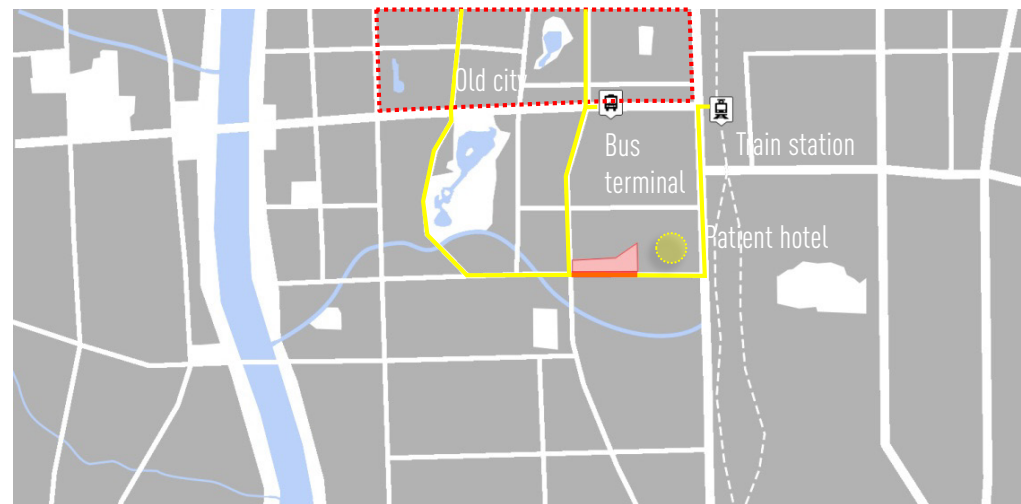 Old city
Bus
terminal
Train station
Patient hotel